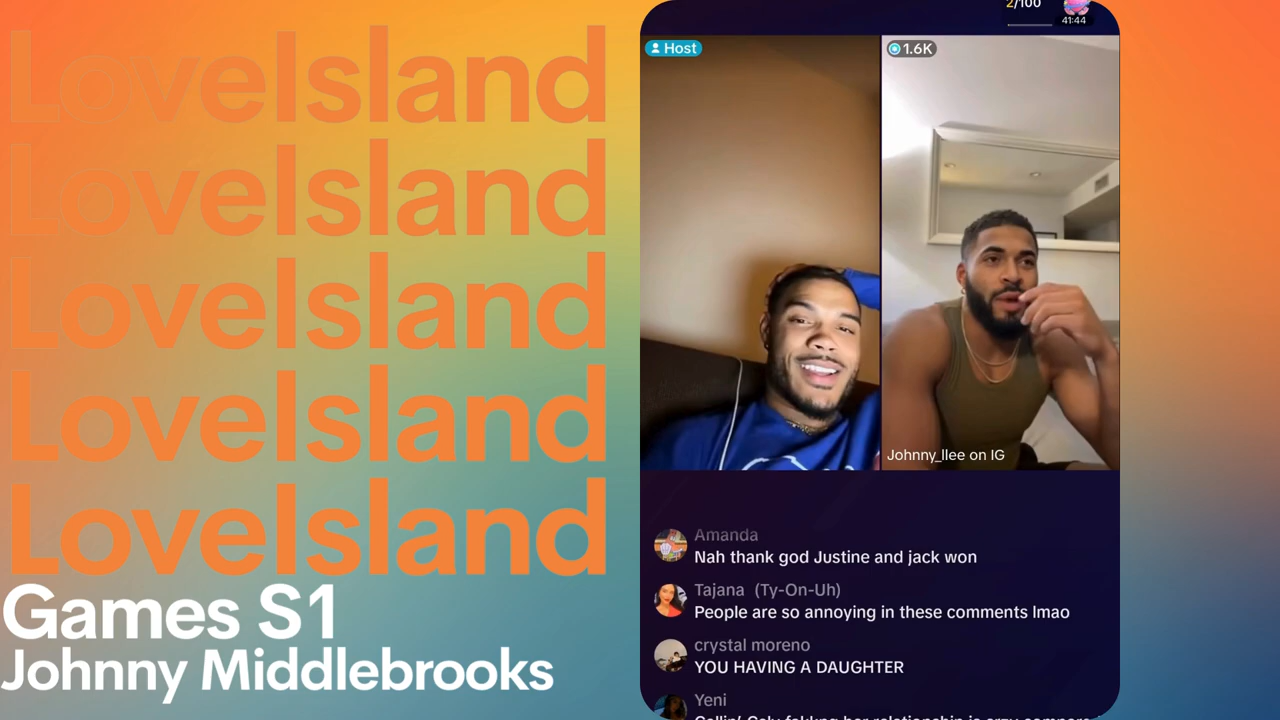 LoveIsland
LoveIsland
LoveIsland
LoveIsland
LoveIsland
Games S1
Johnny Middlebrooks
2/100
41:44
Host
1.6K
Johnny_llee on IG
Amanda
Nah thank god Justine and jack won
Tajana (Ty-On-Uh)
People are so annoying in these comments lmao
crystal moreno
YOU HAVING A DAUGHTER
Yeni